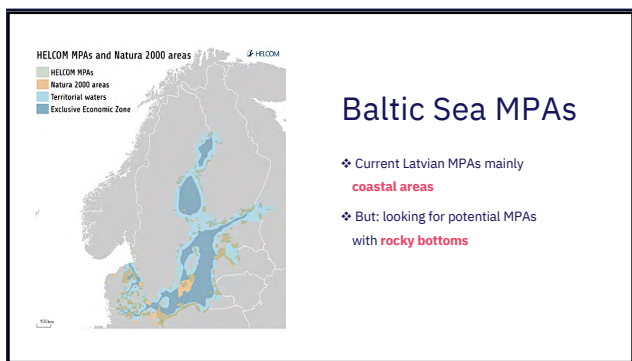 HELCOM MPAs and Natura 2000 areas
HELCOM
HELCOM MPAs
Natura 2000 areas
Territorial waters
Exclusive Economic Zone
100km
Baltic Sea MPAs
❖ Current Latvian MPAs mainly
coastal areas
❖ But: looking for potential MPAs
with rocky bottoms